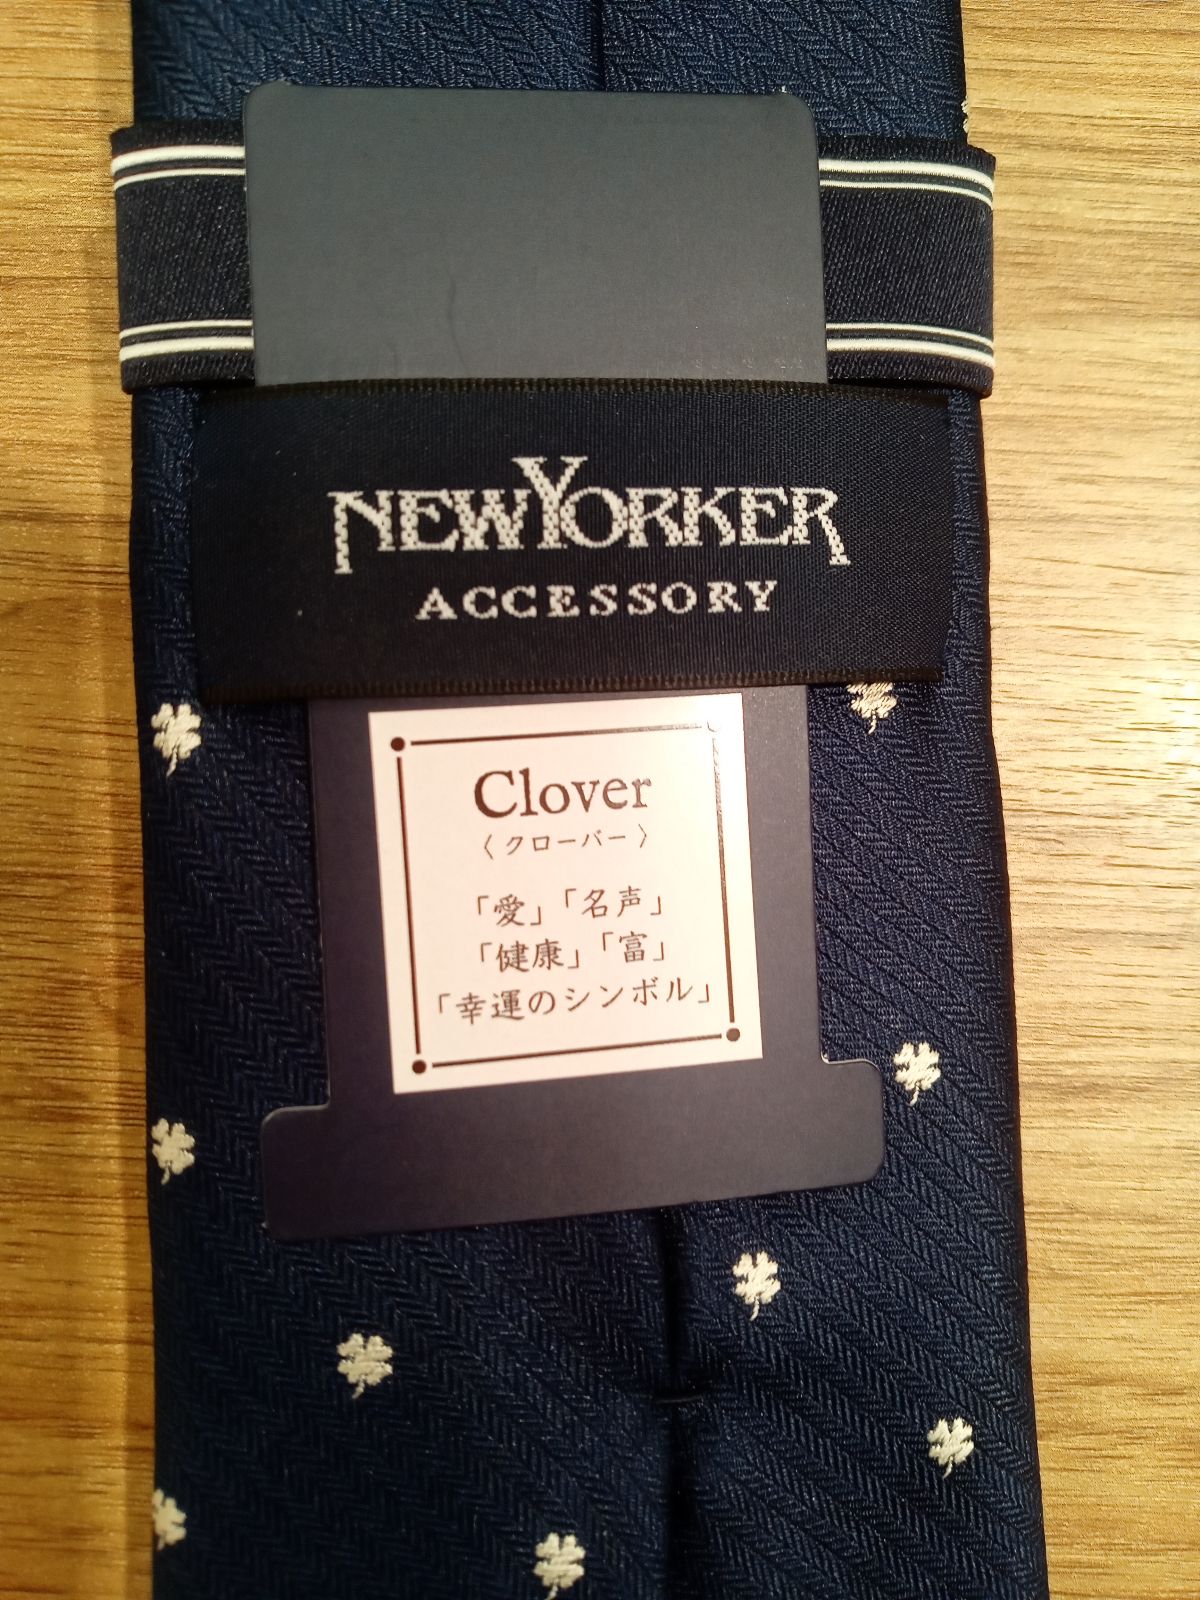 NEWYORKER
ACCESSORY
Clover
〈クローバー〉
「愛」「名声」
「健康」「富」
「幸運のシンボル」